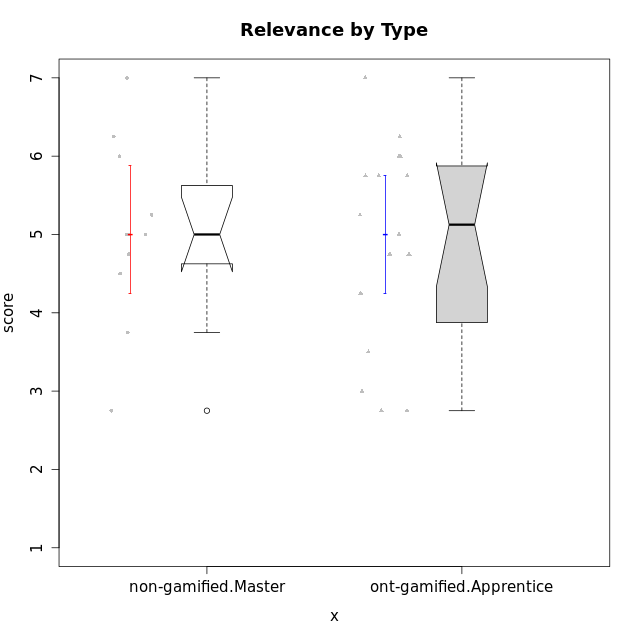 Relevance by Type
7
6
5
4
3
2
1
score
non-gamified.Master
ont-gamified.Apprentice
x